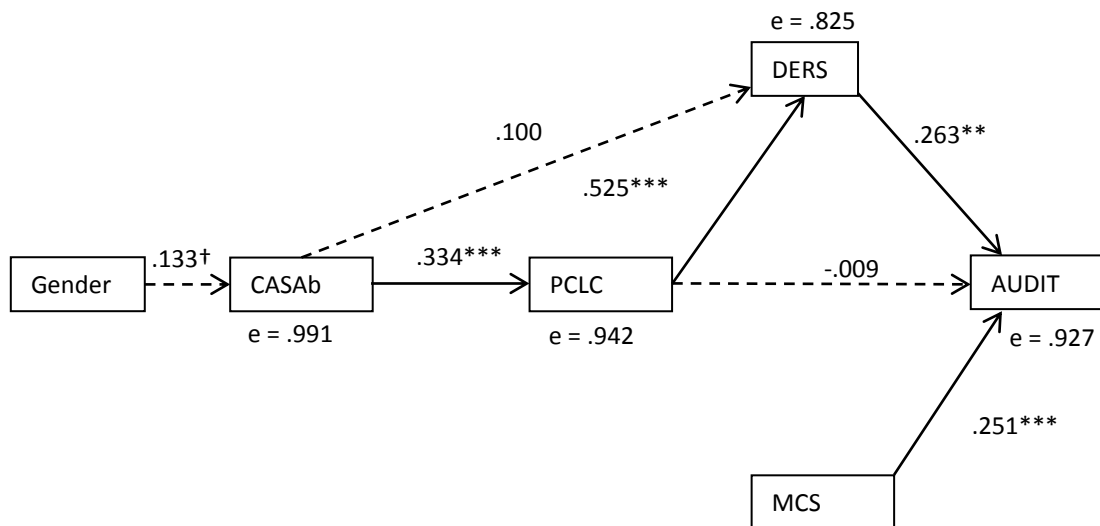 e = .825
DERS
.100
.263**
.525***
.133†
.334***
-.009
Gender
CASAb
PCLC
AUDIT
e = .991
e = .942
e = .927
.251***
MCS